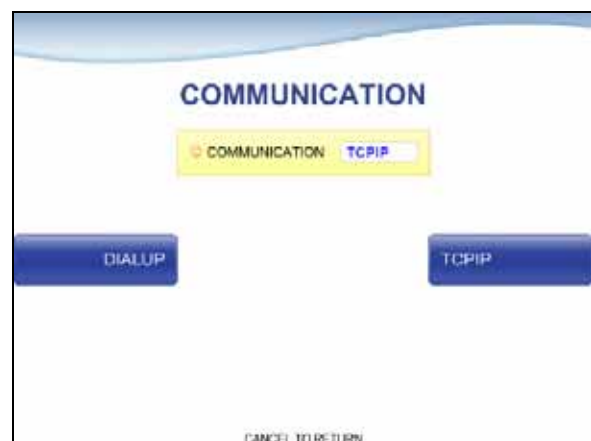 COMMUNICATION
COMMUNICATION TCPIP
DIALUP
TCPIP
CANCEL TO RETURN